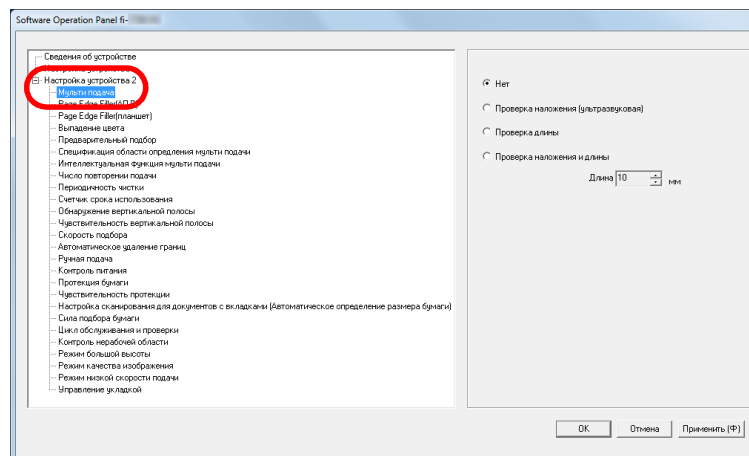 Software Operation Panel fi-
Сведения об устройстве
Настройка устройства 2
Мульти подача
Page Edge Filler(АПД)
Page Edge Filler(планшет)
Выпадение цвета
Предварительный подбор
Спецификация области опредления мульти подачи
Интеллектуальная функция мульти подачи
Число повторении подачи
Периодичность чистки
Счетчик срока использования
Обнаружение вертикальной полосы
Чувствительность вертикальной полосы
Скорость подбора
Автоматическое удаление границ
Ручная подача
Контроль питания
Протекция бумаги
Чувствительность протекции
Настройка сканирования для документов с вкладками (Автоматическое определение размера бумаги)
Сила подбора бумаги
Цикл обслуживания и проверки
Контроль нерабочей области
Режим большой высоты
Режим качества изображения
Режим низкой скорости подачи
Управление укладкой
Нет
Проверка наложения (ультразвуковая)
Проверка длины
Проверка наложения и длины
Длина 10 мм
OK Отмена Применить (Ф)